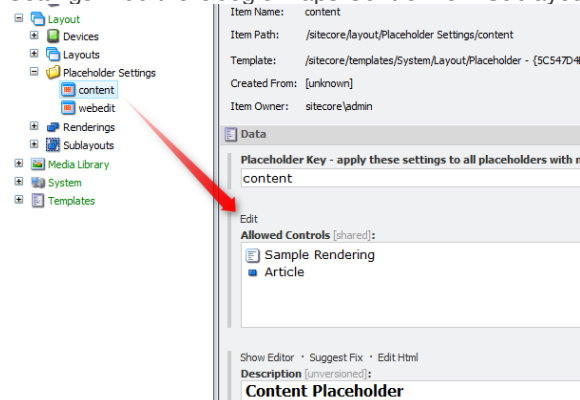 Layout
Devices
Layouts
Placeholder Settings
content
webedit
Renderings
Sublayouts
Media Library
System
Templates
Item Name: content
Item Path: /sitecore/layout/Placeholder Settings/content
Template: /sitecore/templates/System/Layout/Placeholder - {5C547D4
Created From: [unknown]
Item Owner: sitecore\admin
Data
Placeholder Key - apply these settings to all placeholders with
content
Edit
Allowed Controls [shared]:
Sample Rendering
Article
Show Editor · Suggest Fix · Edit Html
Description [unversioned]:
Content Placeholder